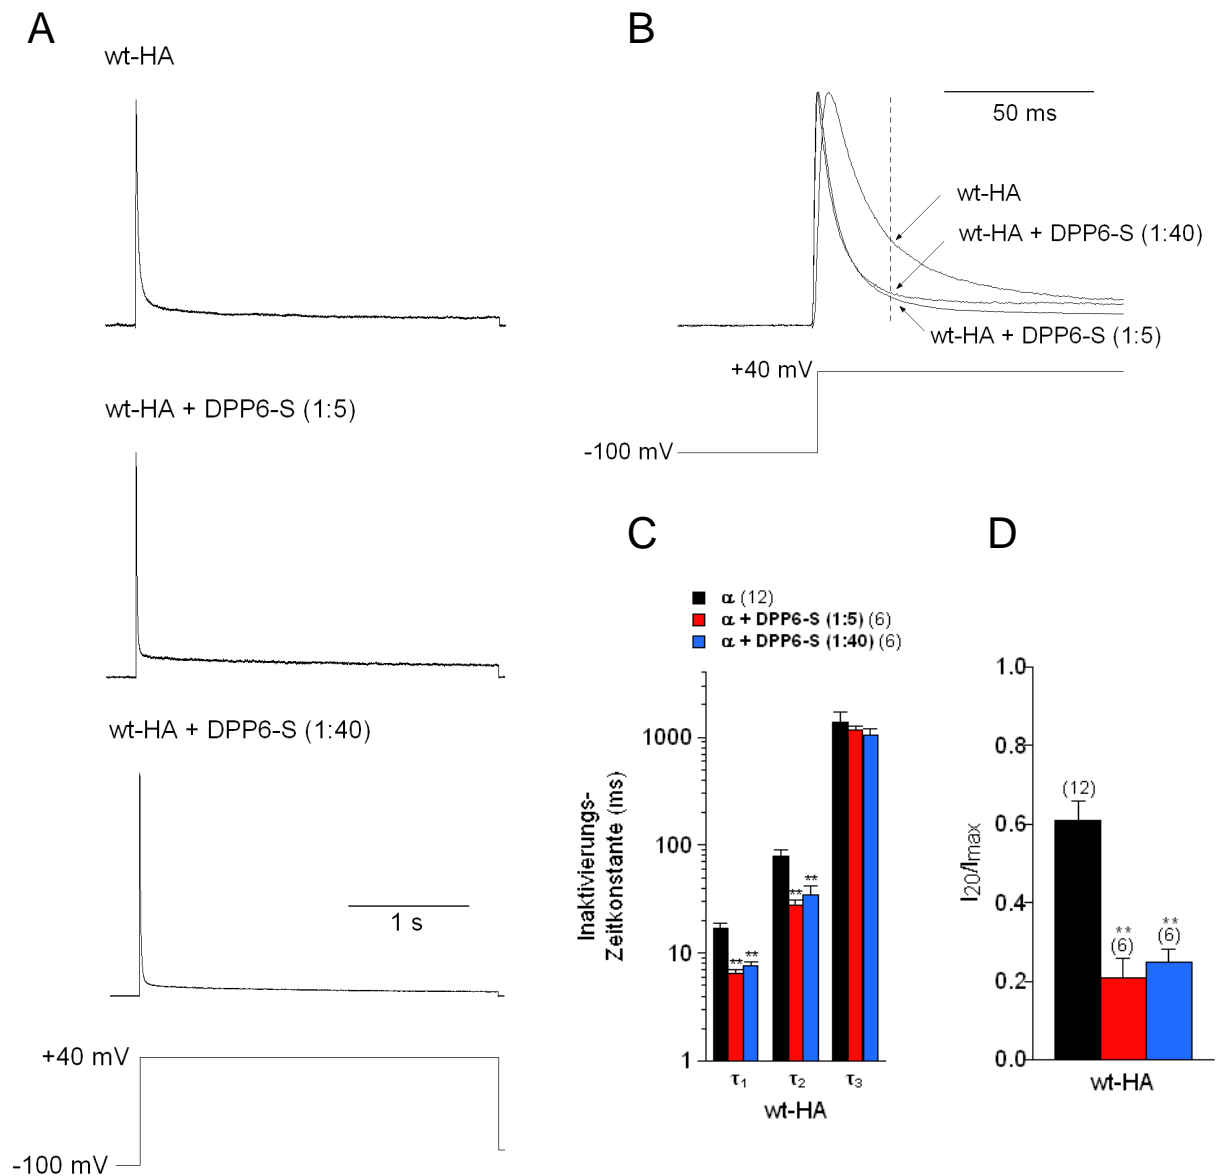 A
wt-HA
wt-HA + DPP6-S (1:5)
wt-HA + DPP6-S (1:40)
1 s
+40 mV
-100 mV
B
50 ms
wt-HA
wt-HA + DPP6-S (1:40)
wt-HA + DPP6-S (1:5)
+40 mV
-100 mV
C
α (12)
α + DPP6-S (1:5) (6)
α + DPP6-S (1:40) (6)
Inaktivierungs-
Zeitkonstante (ms)
1000
100
10
1
** **
** **
τ1 τ2 τ3
wt-HA
D
I20/Imax
1.0
0.8
0.6
0.4
0.2
0.0
(12)
** **
(6) (6)
wt-HA